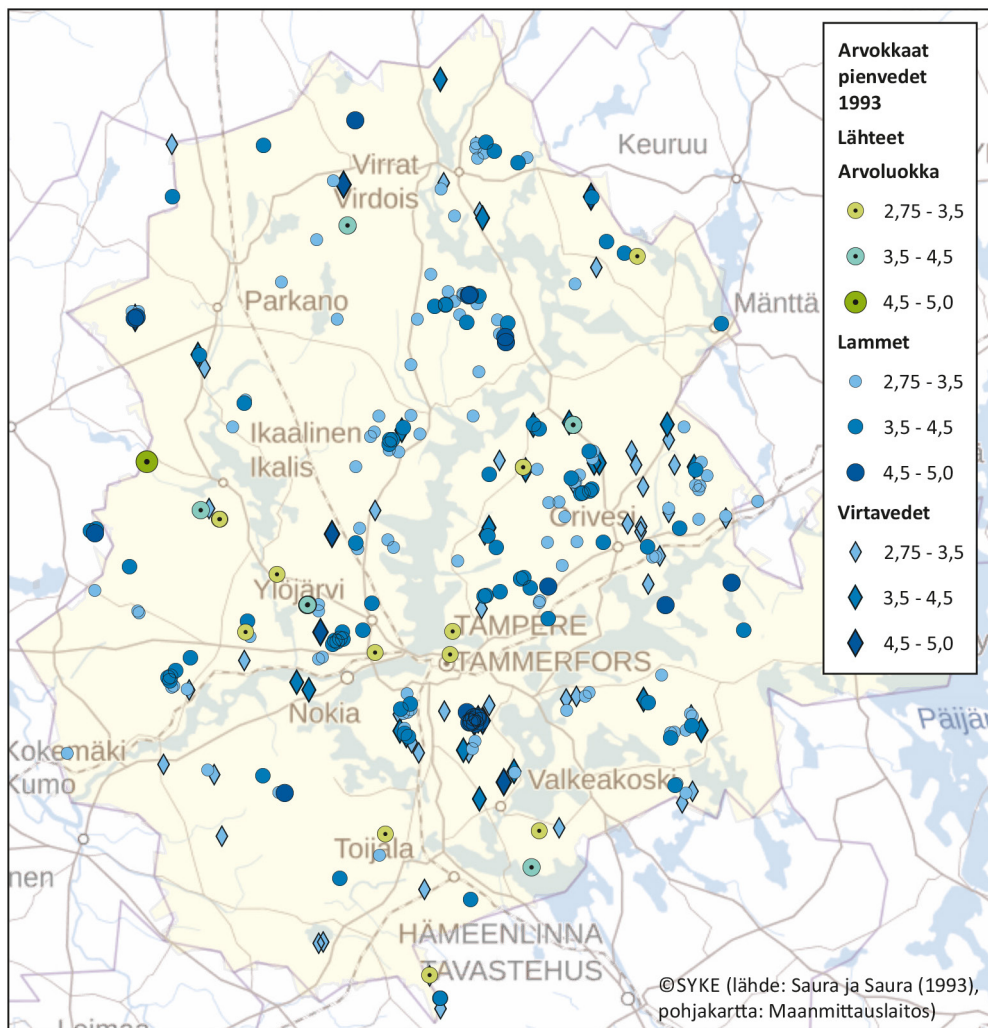 Arvokkaat
pienvedet
1993
Lähteet
Arvoluokka
2,75 - 3,5
3,5 - 4,5
4,5 - 5,0
Lammet
2,75 - 3,5
3,5 - 4,5
4,5 - 5,0
Virtavedet
2,75 - 3,5
3,5 - 4,5
4,5 - 5,0
Keuruu
Virrat
Virdois
Parkano
Mänttä
Ikaalinen
Ikalis
Orivesi
Ylöjärvi
TAMPERE
TAMMERFORS
Nokia
Kokemäki
Kumo
Valkeakoski
Toijala
nen
HÄMEENLINNA
TAVASTEHUS
Päijän
©SYKE (lähde: Saura ja Saura (1993),
pohjakartta: Maanmittauslaitos)